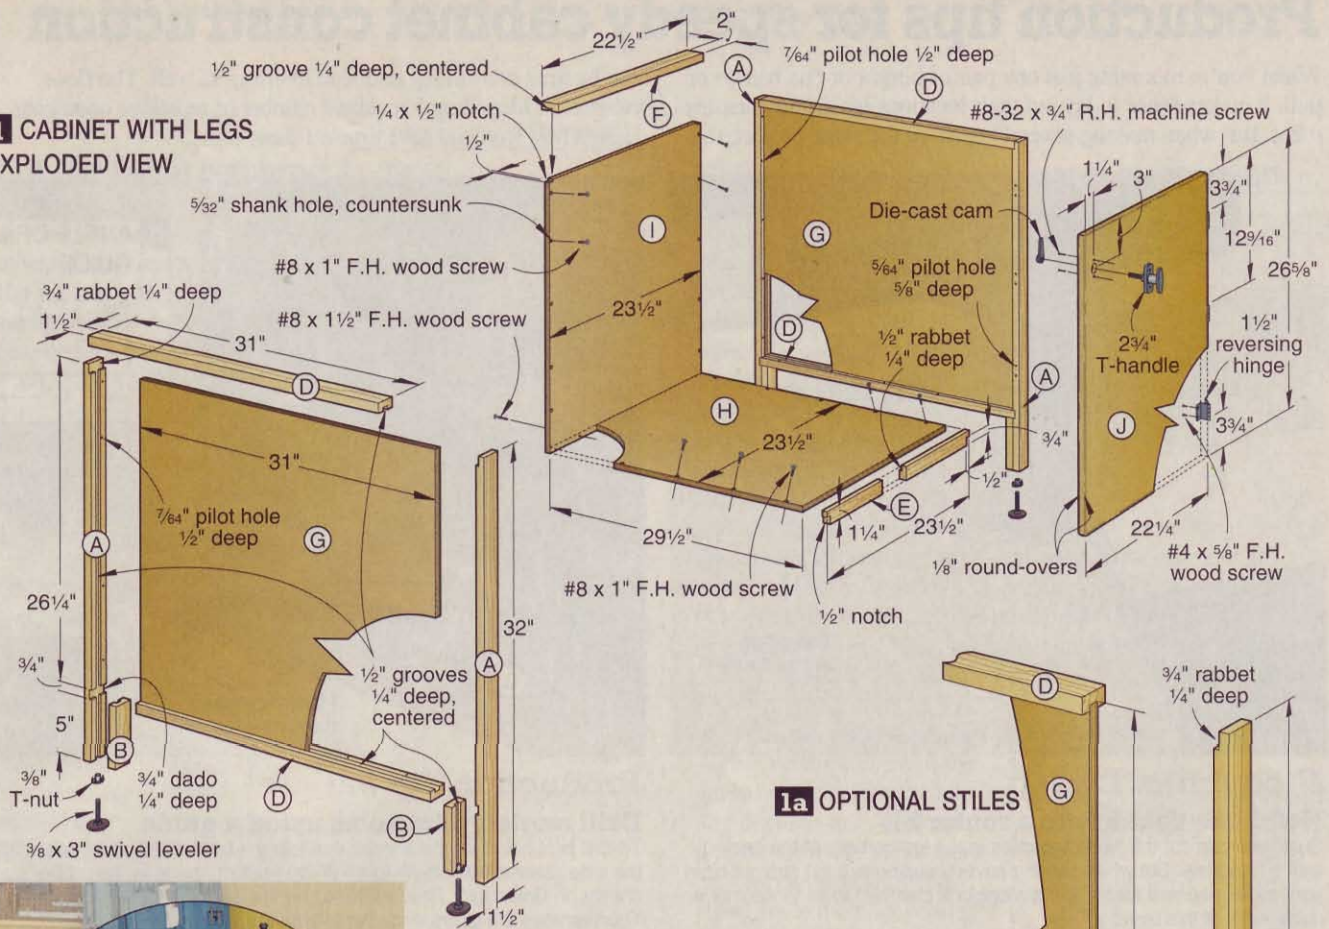 Production tips for speedy cabinet construction
1 CABINET WITH LEGS
XPLODED VIEW
22½"
2"
½" groove ¼" deep, centered
7⁄64" pilot hole ½" deep
A
D
F
¼ x ½" notch
#8-32 x ¾" R.H. machine screw
½"
1¼"
3"
3¾"
5⁄32" shank hole, countersunk
I
G
Die-cast cam
12 9⁄16"
26⅝"
#8 x 1" F.H. wood screw
5⁄64" pilot hole
⅝" deep
¾" rabbet ¼" deep
23½"
#8 x 1½" F.H. wood screw
1½"
31"
D
½" rabbet
¼" deep
2¾"
T-handle
1½"
reversing
hinge
D
A
H
J
3¾"
23½"
¾"
31"
½"
7⁄64" pilot hole
½" deep
G
A
29½"
E
1¼"
23½"
22¼"
#8 x 1" F.H. wood screw
⅛" round-overs
#4 x ⅝" F.H.
wood screw
½" notch
26¼"
32"
A
¾"
½" grooves
¼" deep,
centered
D
¾" rabbet
¼" deep
5"
B
G
⅜"
T-nut
¾" dado
¼" deep
D
B
1a OPTIONAL STILES
⅜ x 3" swivel leveler
1½"